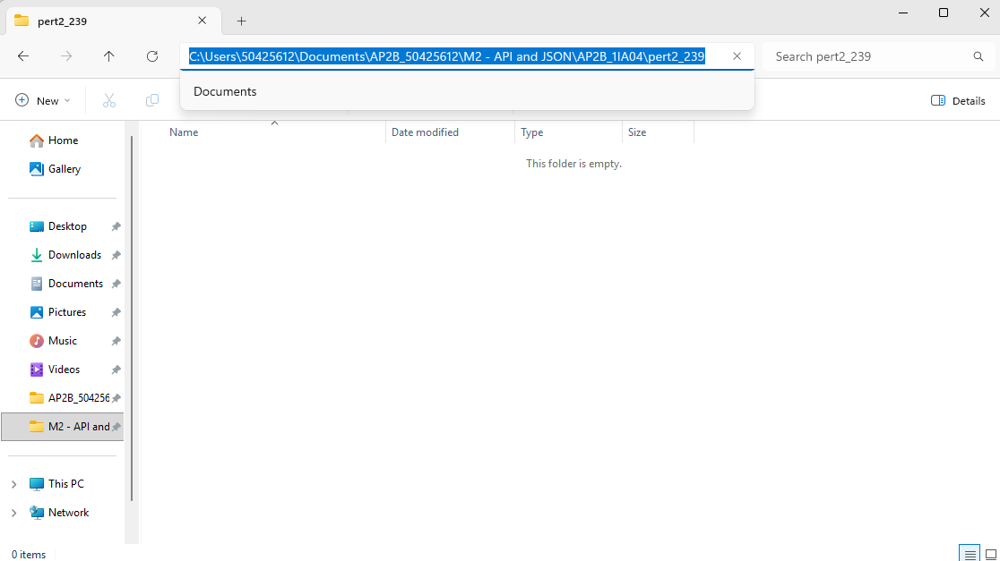 pert2_239
C:\Users\50425612\Documents\AP2B_50425612\M2 - API and JSON\AP2B_1IA04\pert2_239
Search pert2_239
Documents
New
Details
Name
Date modified
Type
Size
This folder is empty.
Home
Gallery
Desktop
Downloads
Documents
Pictures
Music
Videos
AP2B_504256
M2 - API and
This PC
Network
0 items